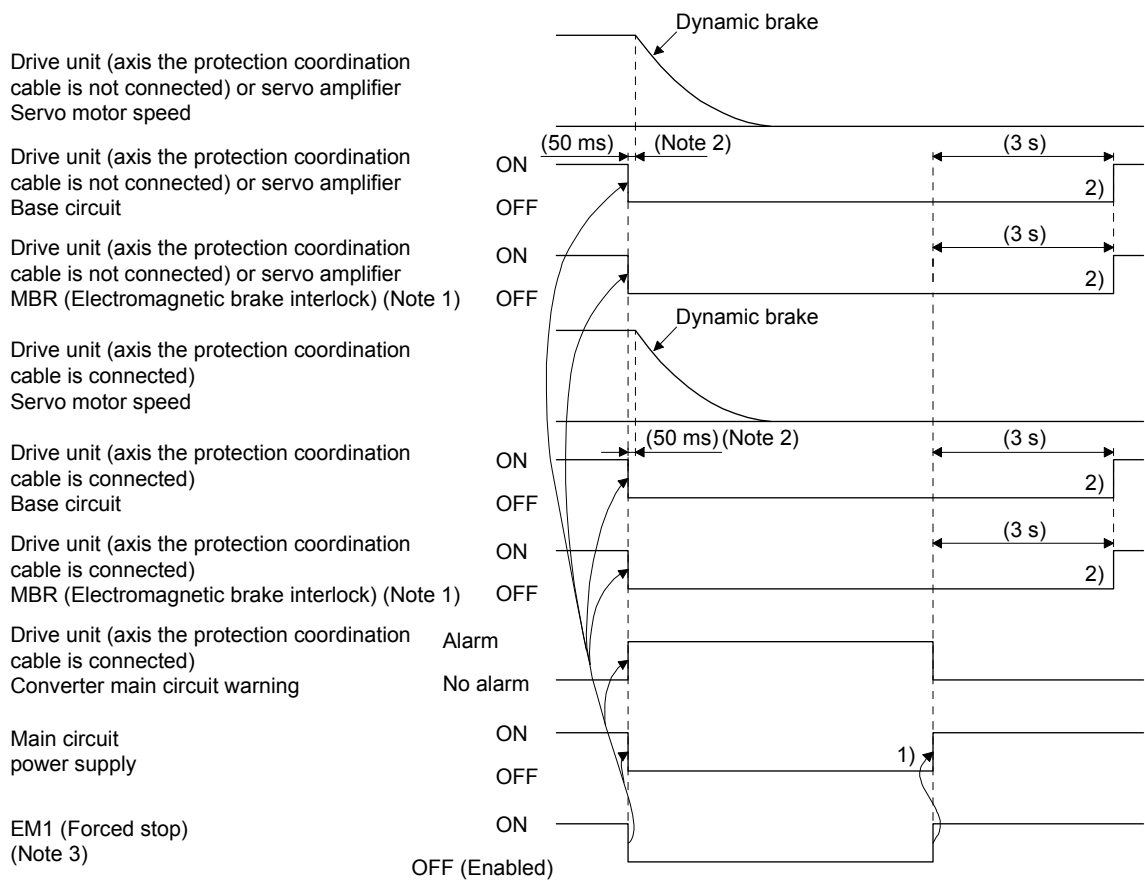 Dynamic brake
Drive unit (axis the protection coordination
cable is not connected) or servo amplifier
Servo motor speed
(50 ms) (Note 2) (3 s)
Drive unit (axis the protection coordination
cable is not connected) or servo amplifier
Base circuit
ON
OFF
2)
(3 s)
Drive unit (axis the protection coordination
cable is not connected) or servo amplifier
MBR (Electromagnetic brake interlock) (Note 1)
ON
OFF
2)
Dynamic brake
Drive unit (axis the protection coordination
cable is connected)
Servo motor speed
(50 ms) (Note 2) (3 s)
Drive unit (axis the protection coordination
cable is connected)
Base circuit
ON
OFF
2)
(3 s)
Drive unit (axis the protection coordination
cable is connected)
MBR (Electromagnetic brake interlock) (Note 1)
ON
OFF
2)
Drive unit (axis the protection coordination
cable is connected)
Converter main circuit warning
Alarm
No alarm
Main circuit
power supply
ON
OFF
1)
EM1 (Forced stop)
(Note 3)
ON
OFF (Enabled)